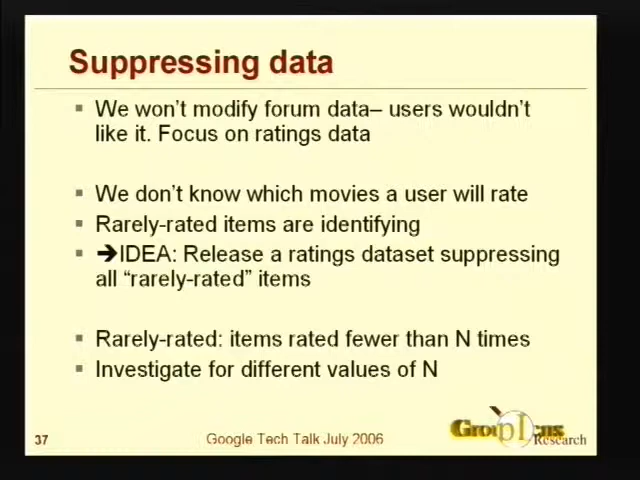 Suppressing data
▪ We won't modify forum data– users wouldn't
like it. Focus on ratings data
▪ We don't know which movies a user will rate
▪ Rarely-rated items are identifying
▪ ➔IDEA: Release a ratings dataset suppressing
all “rarely-rated” items
▪ Rarely-rated: items rated fewer than N times
▪ Investigate for different values of N
37
Google Tech Talk July 2006
GroupLens
Research